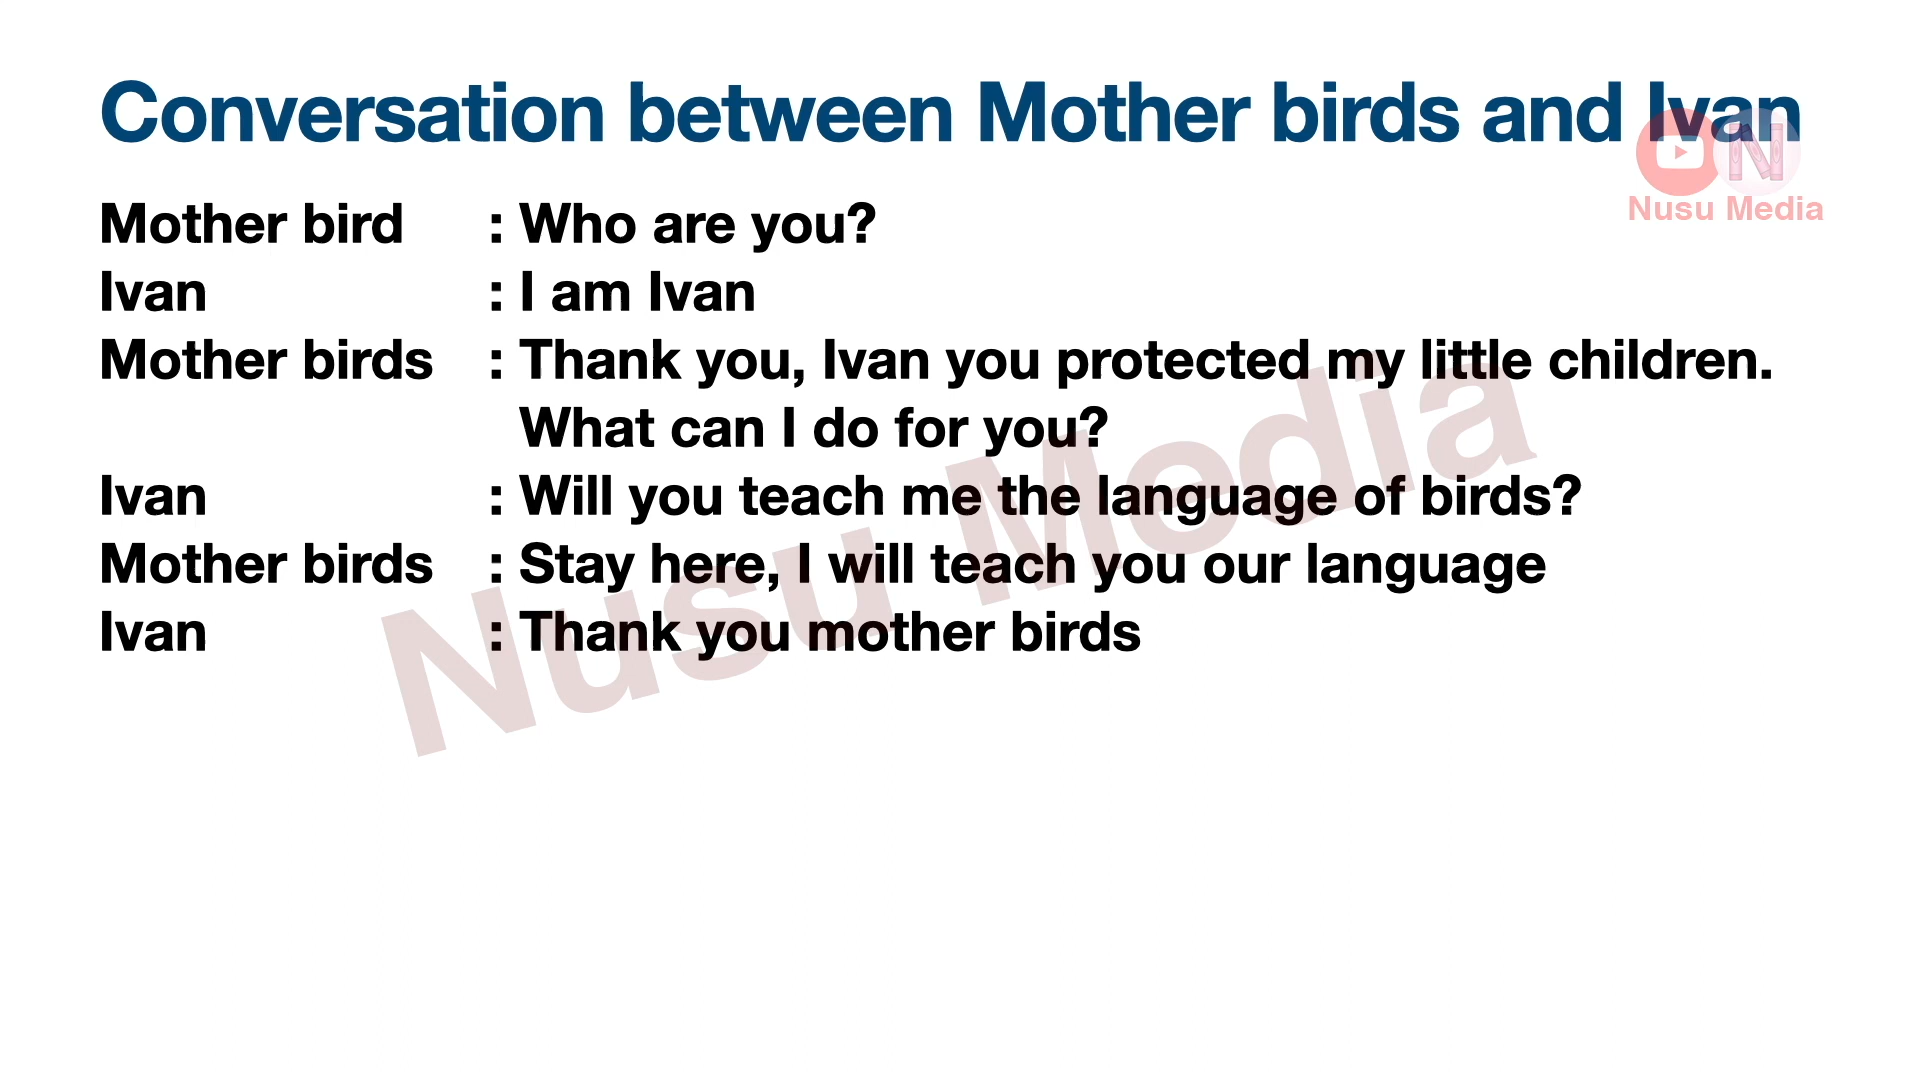 Conversation between Mother birds and Ivan
Nusu Media
Mother bird : Who are you?
Ivan : I am Ivan
Mother birds : Thank you, Ivan you protected my little children.
What can I do for you?
Ivan : Will you teach me the language of birds?
Mother birds : Stay here, I will teach you our language
Ivan : Thank you mother birds
Nusu Media